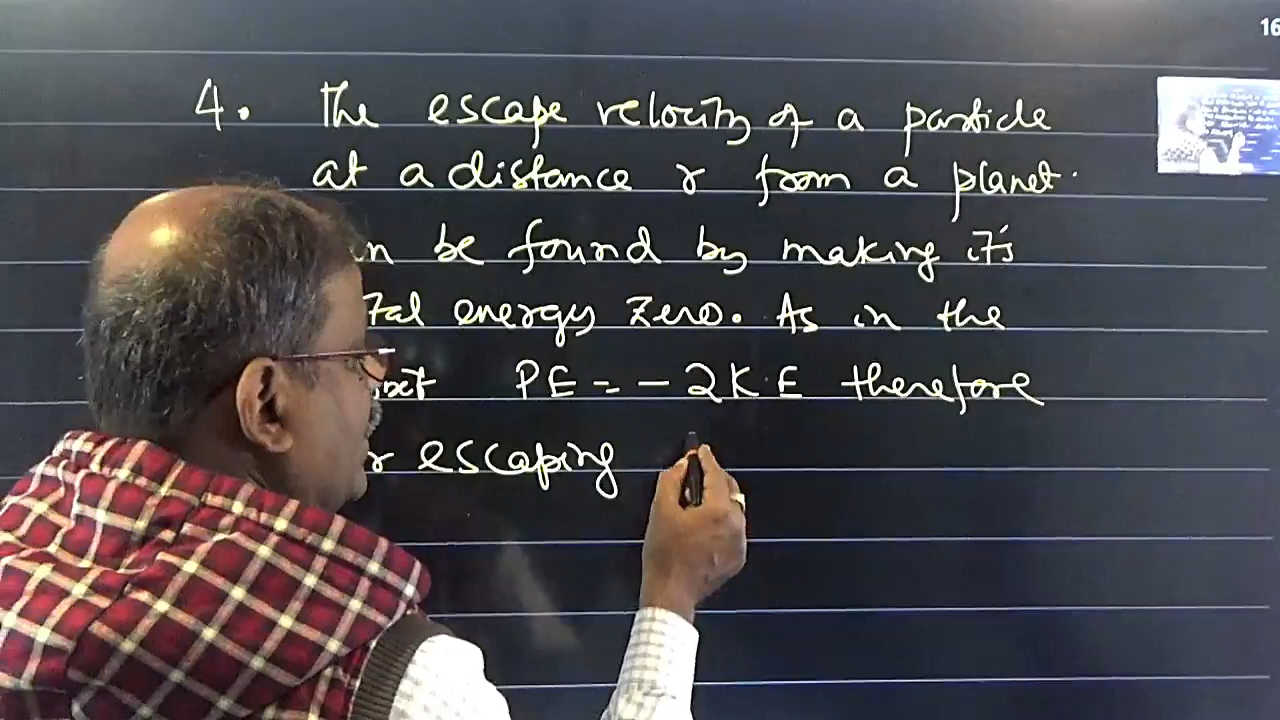 16
4. The escape velocity of a particle
at a distance r from a planet.
be found by making it's
energy zero. As in the
PE = - 2KE therefore
escaping